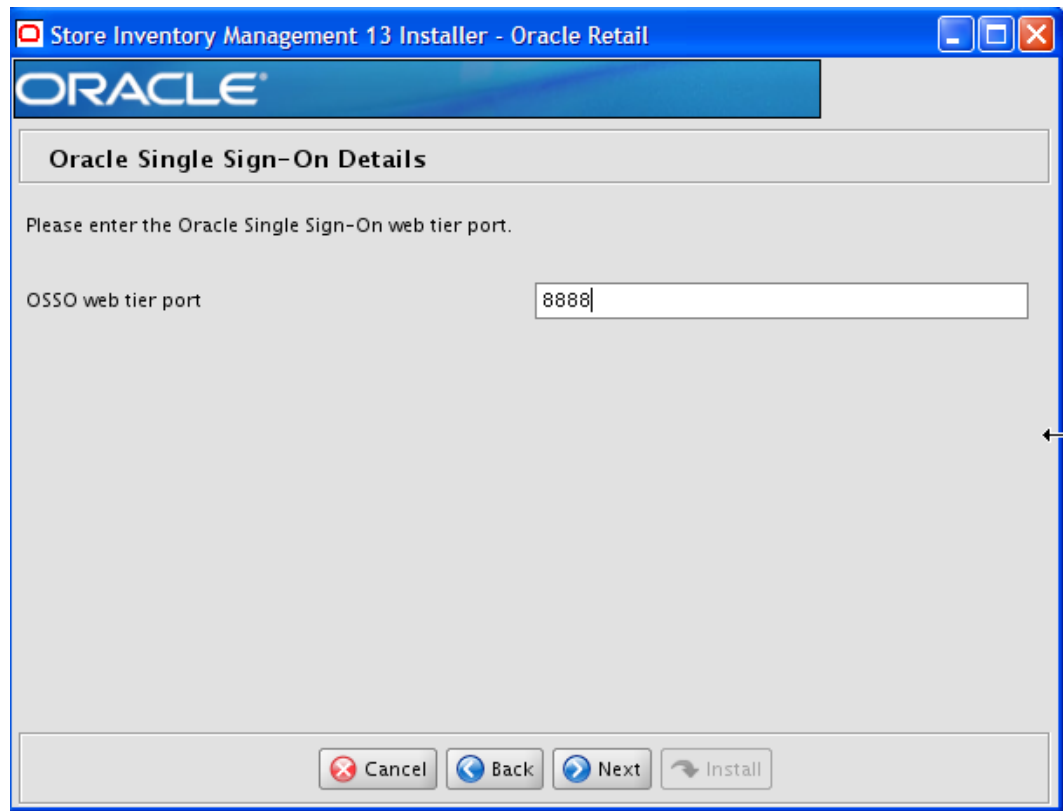 Store Inventory Management 13 Installer - Oracle Retail
ORACLE®
Oracle Single Sign-On Details
Please enter the Oracle Single Sign-On web tier port.
OSSO web tier port 8888
Cancel Back Next Install